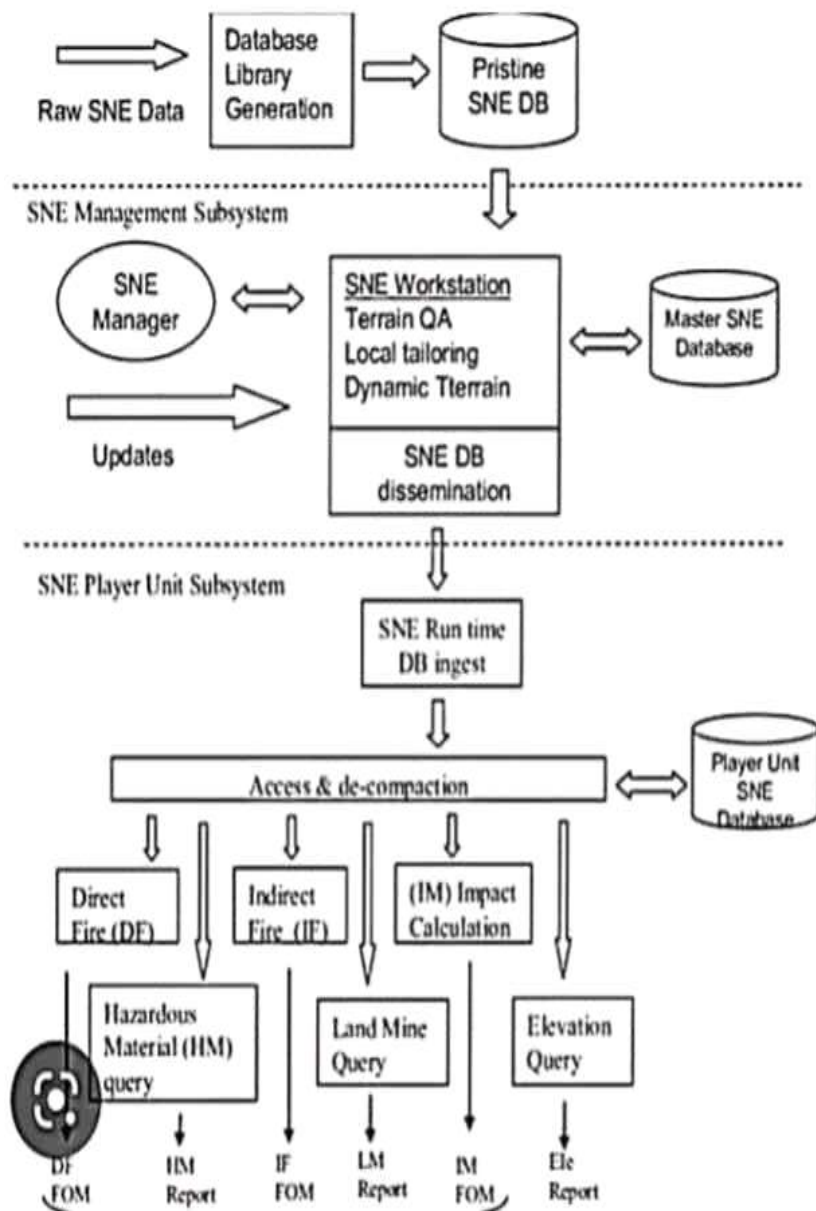 Raw SNE Data
Database
Library
Generation
Pristine
SNE DB
SNE Management Subsystem
SNE
Manager
Updates
SNE Workstation
Terrain QA
Local tailoring
Dynamic Tterrain
SNE DB
dissemination
Master SNE
Database
SNE Player Unit Subsystem
SNE Run time
DB ingest
Access & de-compaction
Player Unit
SNE
Database
Direct
Fire (DF)
Indirect
Fire (IF)
(IM) Impact
Calculation
Hazardous
Material (HM)
query
Land Mine
Query
Elevation
Query
DF
FOM
HM
Report
IF
FOM
LM
Report
IM
FOM
Ele
Report